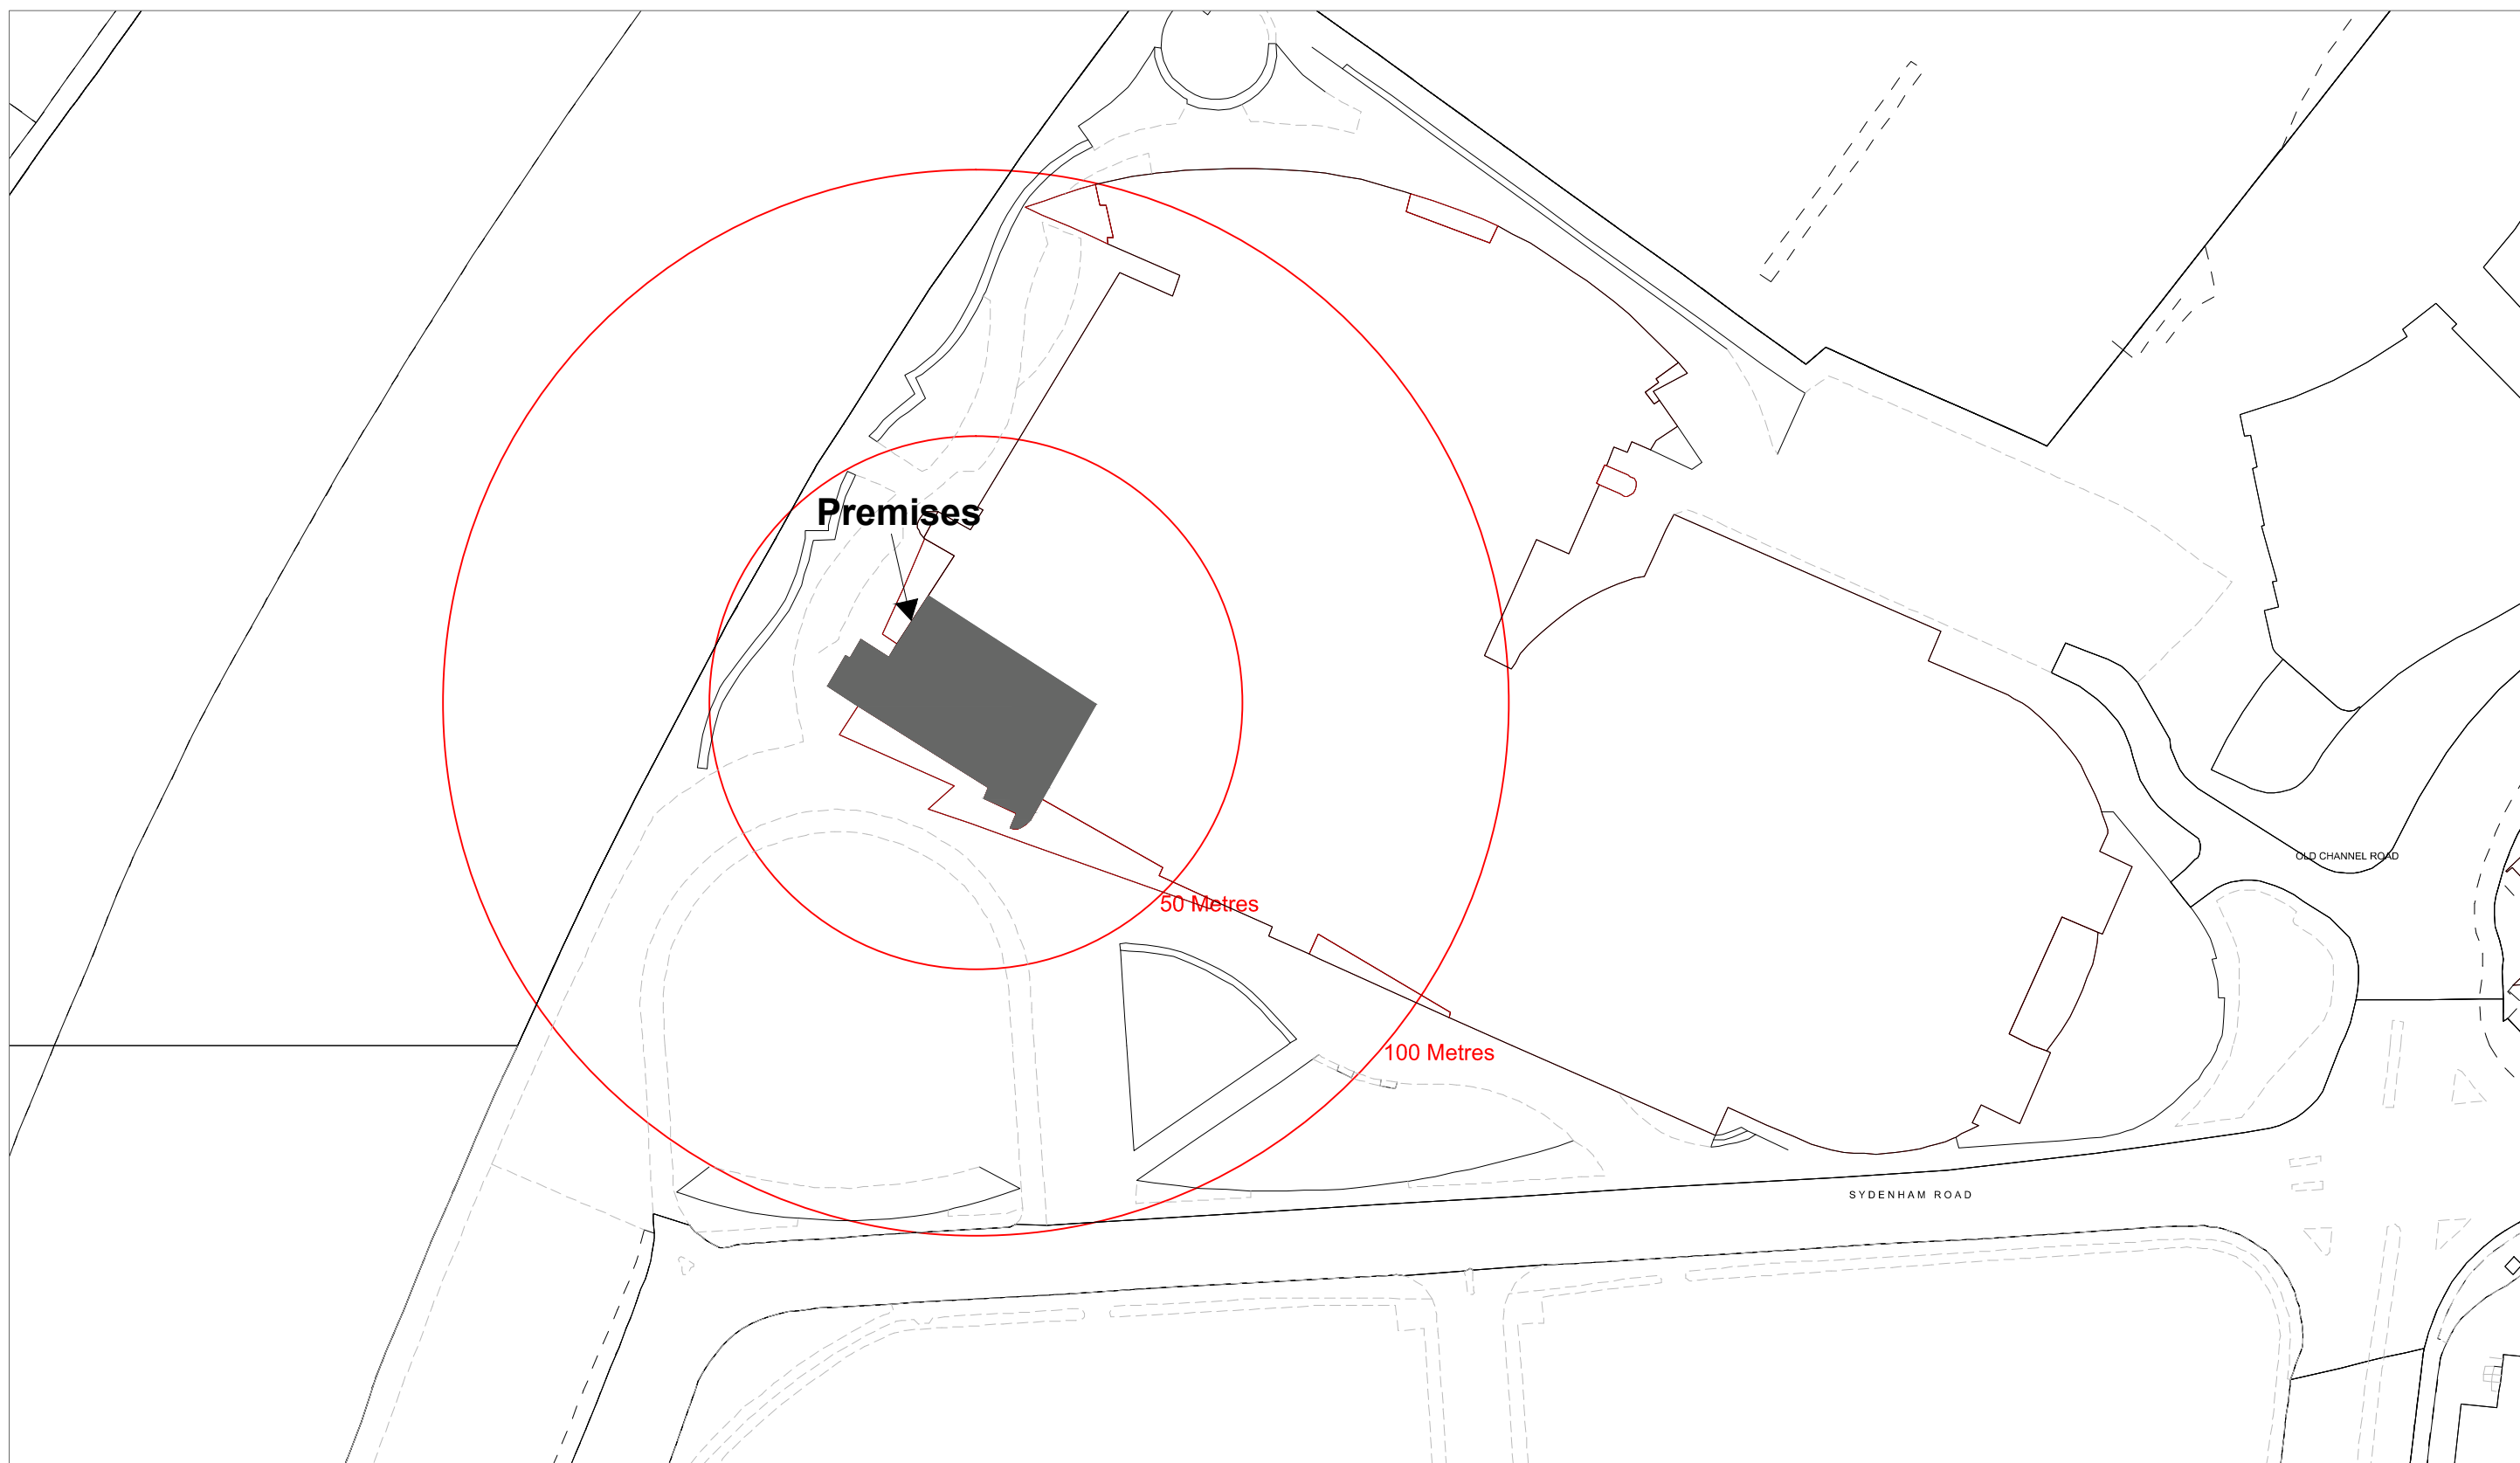 Premises
OLD CHANNEL ROAD
50 Metres
100 Metres
SYDENHAM ROAD